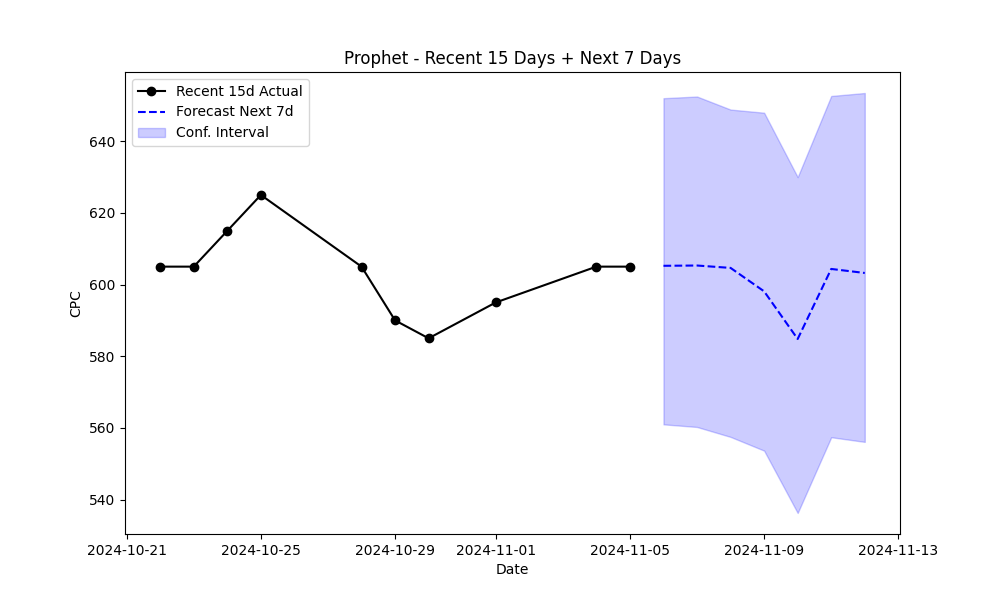 Prophet - Recent 15 Days + Next 7 Days
Recent 15d Actual
Forecast Next 7d
Conf. Interval
640
620
600
580
560
540
CPC
2024-10-21 2024-10-25 2024-10-29 2024-11-01 2024-11-05 2024-11-09 2024-11-13
Date